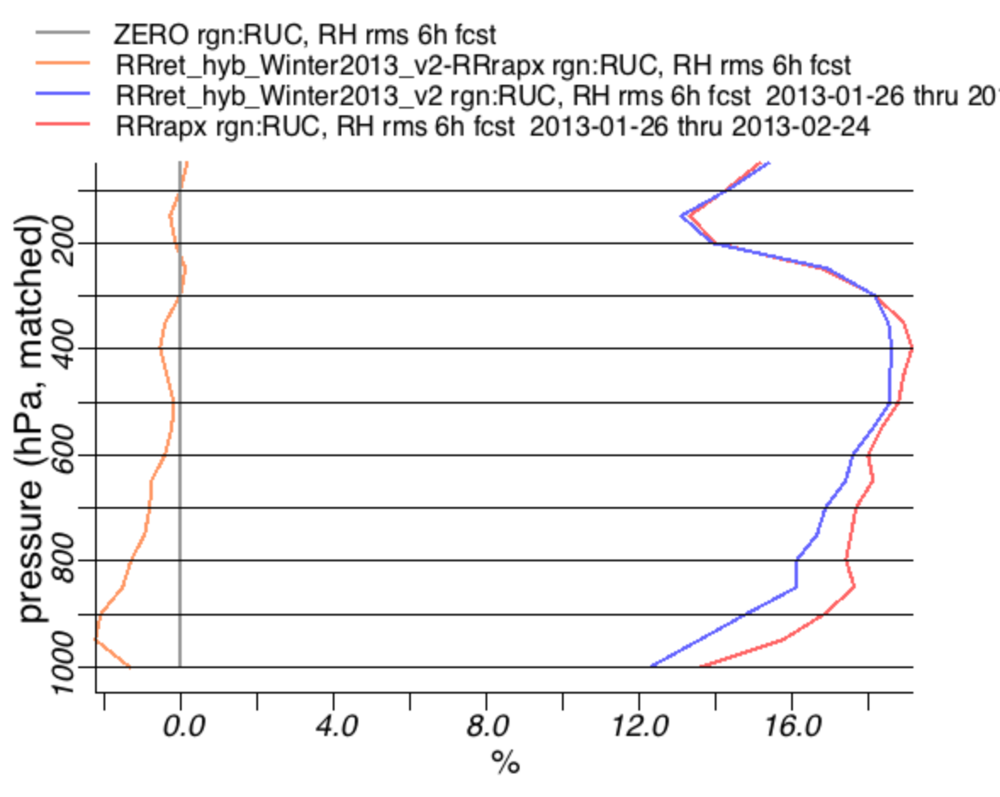 ZERO rgn:RUC, RH rms 6h fcst
RRret_hyb_Winter2013_v2-RRrapx rgn:RUC, RH rms 6h fcst
RRret_hyb_Winter2013_v2 rgn:RUC, RH rms 6h fcst 2013-01-26 thru 20
RRrapx rgn:RUC, RH rms 6h fcst 2013-01-26 thru 2013-02-24
pressure (hPa, matched)
200
400
600
800
1000
0.0 4.0 8.0 12.0 16.0
%